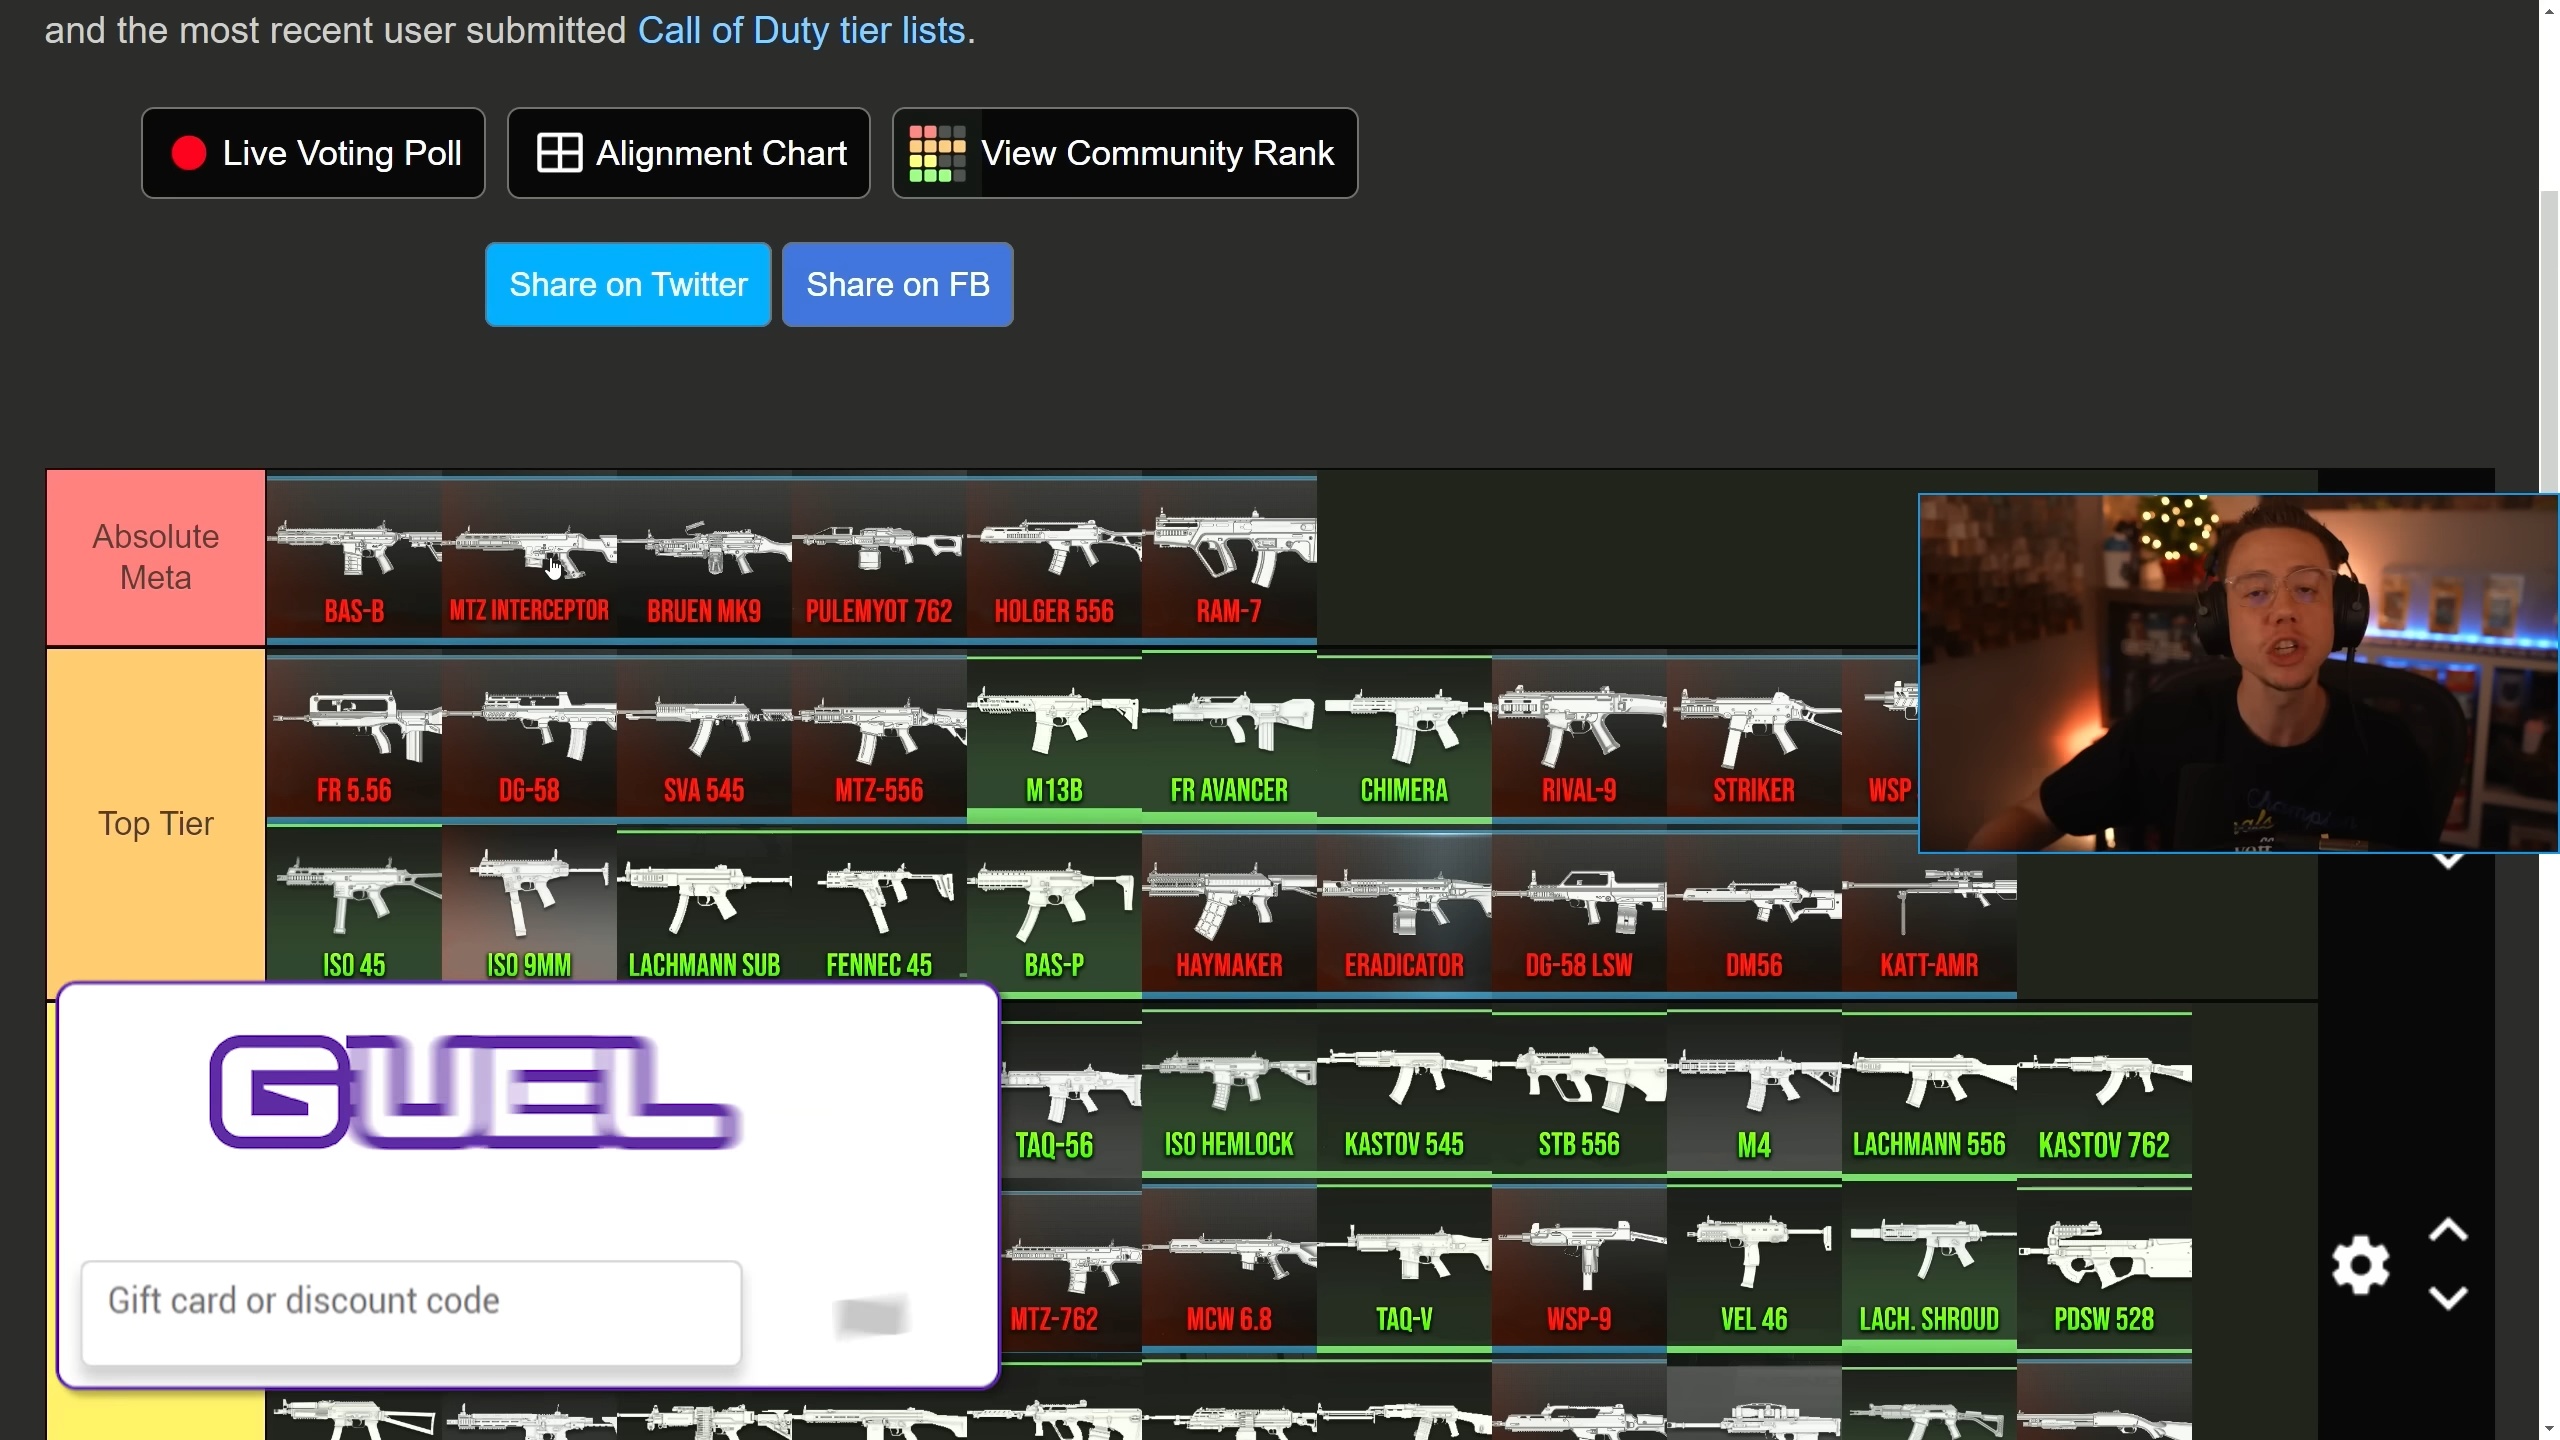 and the most recent user submitted Call of Duty tier lists.
Live Voting Poll
Alignment Chart
View Community Rank
Share on Twitter
Share on FB
Absolute
Meta
BAS-B
MTZ INTERCEPTOR
BRUEN MK9
PULEMYOT 762
HOLGER 556
RAM-7
Top Tier
FR 5.56
DG-58
SVA 545
MTZ-556
M13B
FR AVANCER
CHIMERA
RIVAL-9
STRIKER
WSP
ISO 45
ISO 9MM
LACHMANN SUB
FENNEC 45
BAS-P
HAYMAKER
ERADICATOR
DG-58 LSW
DM56
KATT-AMR
TAQ-56
ISO HEMLOCK
KASTOV 545
STB 556
M4
LACHMANN 556
KASTOV 762
MTZ-762
MCW 6.8
TAQ-V
WSP-9
VEL 46
LACH. SHROUD
PDSW 528
GUEL
Gift card or discount code